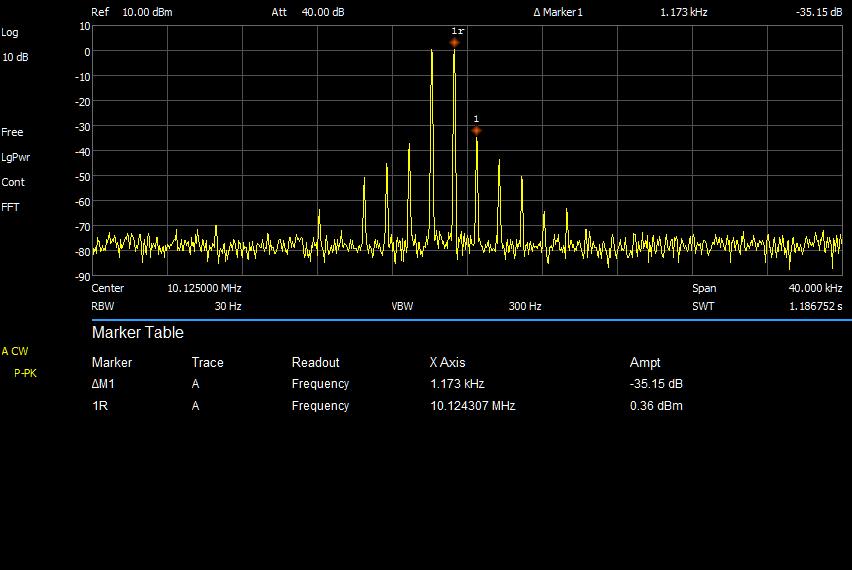 Ref 10.00 dBm Att 40.00 dB Δ Marker1 1.173 kHz -35.15 dB
Log
10 dB
Free
LgPwr
Cont
FFT
10
0
-10
-20
-30
-40
-50
-60
-70
-80
-90
1r
1
Center 10.125000 MHz Span 40.000 kHz
RBW 30 Hz VBW 300 Hz SWT 1.186752 s
A CW
P-PK
Marker Table
Marker Trace Readout X Axis Ampt
ΔM1 A Frequency 1.173 kHz -35.15 dB
1R A Frequency 10.124307 MHz 0.36 dBm